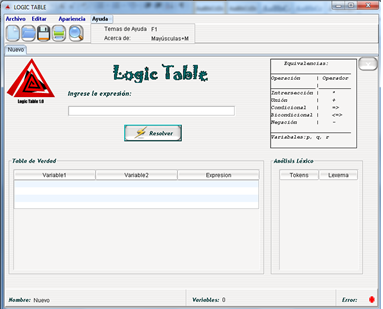 LOGIC TABLE
Archivo Editar Apariencia Ayuda
Temas de Ayuda F1
Acerca de: Mayúsculas+M
Nuevo
Logic Table 1.0
Logic Table
Ingrese la expresión:
Resolver
Equivalencias:
Operación | Operador
Intersección | *
Unión | +
Condicional | =>
Bicondicional | <=>
Negación | -
Variables:p, q, r
Tabla de Verdad
Variable1 Variable2 Expresion
Análisis Léxico
Tokens Lexema
Nombre: Nuevo Variables: 0 Error: